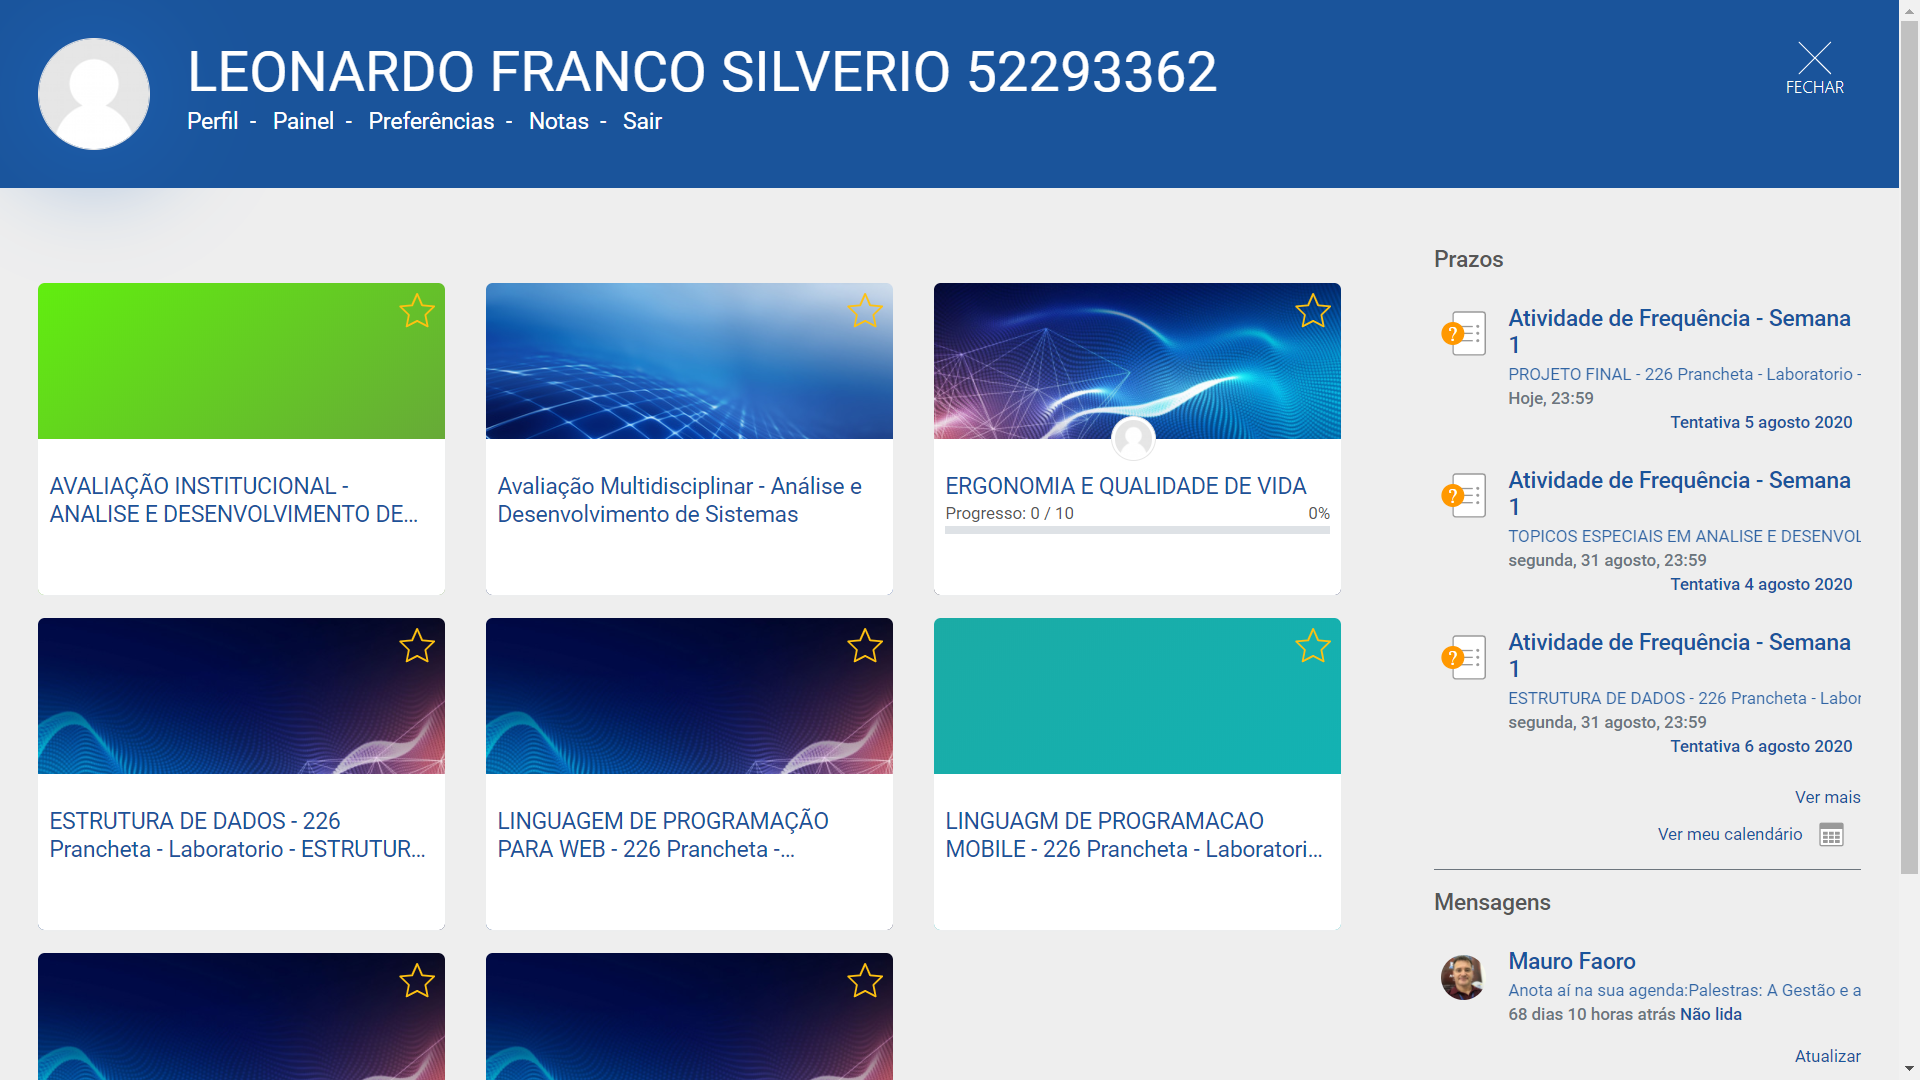 LEONARDO FRANCO SILVERIO 52293362
Perfil - Painel - Preferências - Notas - Sair
FECHAR
AVALIAÇÃO INSTITUCIONAL -
ANALISE E DESENVOLVIMENTO DE...
Avaliação Multidisciplinar - Análise e
Desenvolvimento de Sistemas
ERGONOMIA E QUALIDADE DE VIDA
Progresso: 0 / 10 0%
ESTRUTURA DE DADOS - 226
Prancheta - Laboratorio - ESTRUTUR...
LINGUAGEM DE PROGRAMAÇÃO
PARA WEB - 226 Prancheta -...
LINGUAGM DE PROGRAMACAO
MOBILE - 226 Prancheta - Laboratori...
Prazos
Atividade de Frequência - Semana
1
PROJETO FINAL - 226 Prancheta - Laboratorio -
Hoje, 23:59
Tentativa 5 agosto 2020
Atividade de Frequência - Semana
1
TOPICOS ESPECIAIS EM ANALISE E DESENVOL
segunda, 31 agosto, 23:59
Tentativa 4 agosto 2020
Atividade de Frequência - Semana
1
ESTRUTURA DE DADOS - 226 Prancheta - Labor
segunda, 31 agosto, 23:59
Tentativa 6 agosto 2020
Ver mais
Ver meu calendário
Mensagens
Mauro Faoro
Anota aí na sua agenda:Palestras: A Gestão e a
68 dias 10 horas atrás Não lida
Atualizar